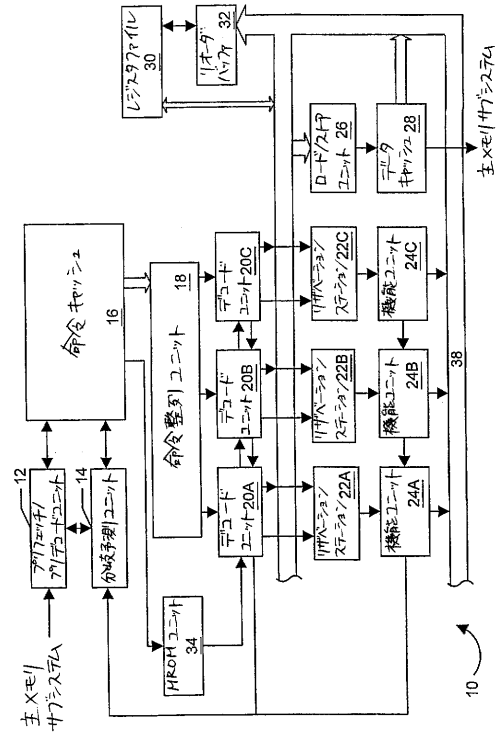 主メモリ
サブシステム
12
プリフェッチ/
プリデコードユニット
14
分岐予測ユニット
命令キャッシュ
16
レジスタファイル
30
リオーダ
バッファ
32
MROMユニット
34
命令整列ユニット
18
デコード
ユニット20A
デコード
ユニット20B
デコード
ユニット20C
リザベーション
ステーション22A
リザベーション
ステーション22B
リザベーション
ステーション22C
ロード/ストア
ユニット
26
機能ユニット
24A
機能ユニット
24B
機能ユニット
24C
データ
キャッシュ
28
38
主メモリ サブシステム
10